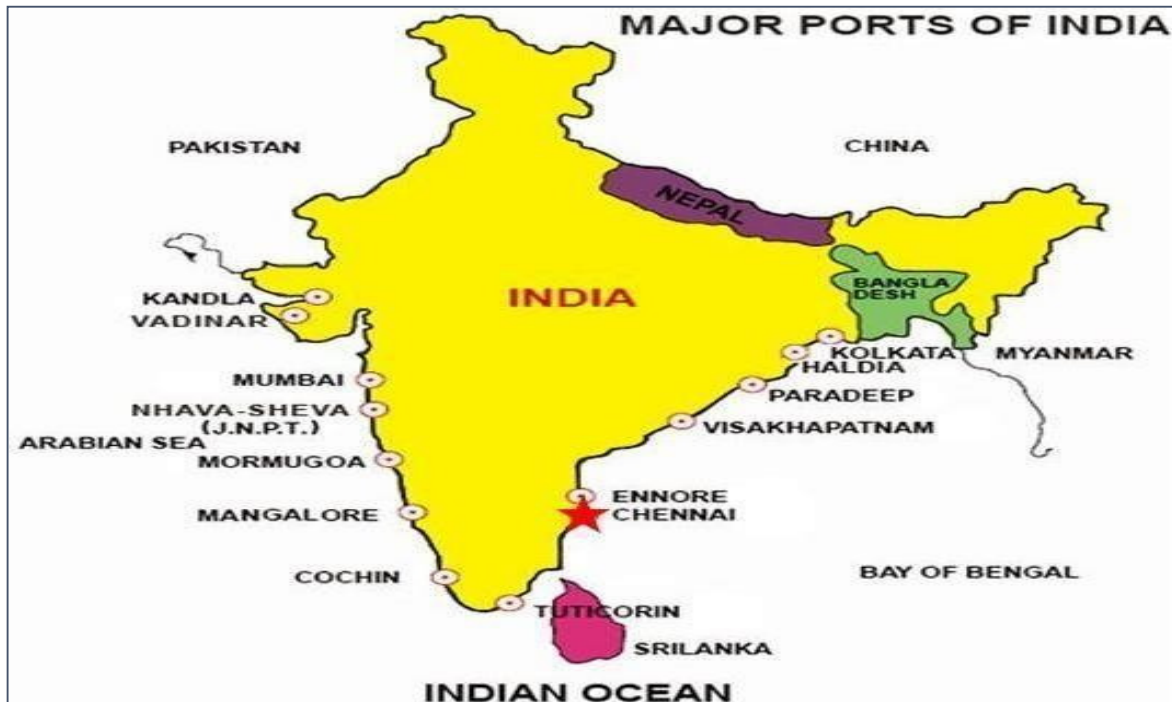 MAJOR PORTS OF INDIA
PAKISTAN
CHINA
NEPAL
INDIA
BANGLA
DESH
KANDLA
VADINAR
KOLKATA
MYANMAR
HALDIA
MUMBAI
PARADEEP
NHAVA-SHEVA
(J.N.P.T.)
VISAKHAPATNAM
ARABIAN SEA
MORMUGOA
ENNORE
MANGALORE
CHENNAI
COCHIN
BAY OF BENGAL
TUTICORIN
SRILANKA
INDIAN OCEAN